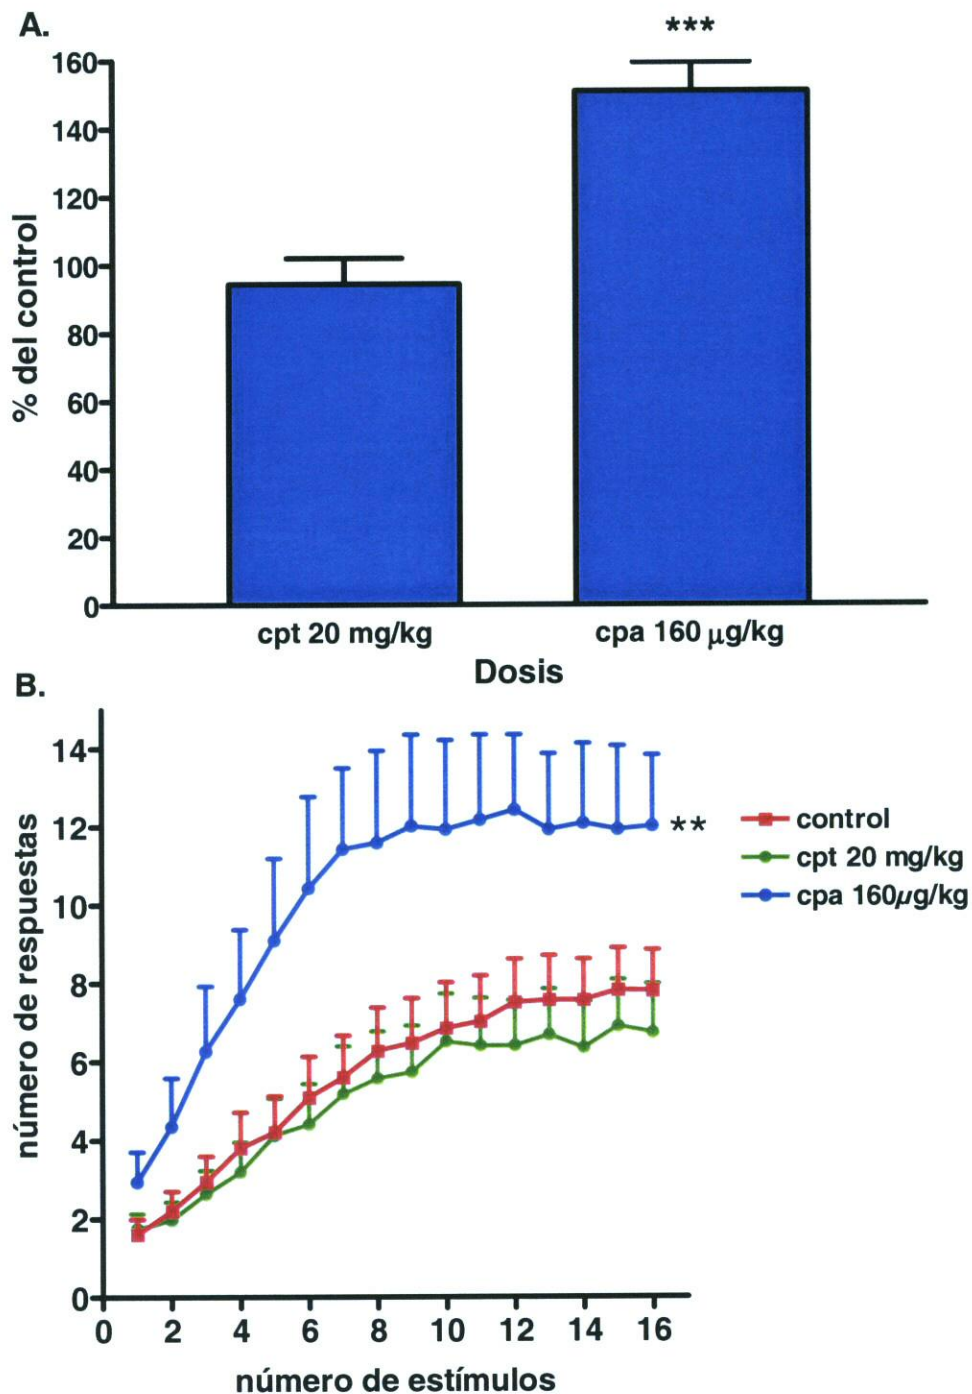 A.
***
160
140
120
100
80
60
40
20
0
% del control
cpt 20 mg/kg
cpa 160 μg/kg
Dosis
B.
14
12
10
8
6
4
2
0
número de respuestas
**
control
cpt 20 mg/kg
cpa 160μg/kg
0 2 4 6 8 10 12 14 16
número de estímulos